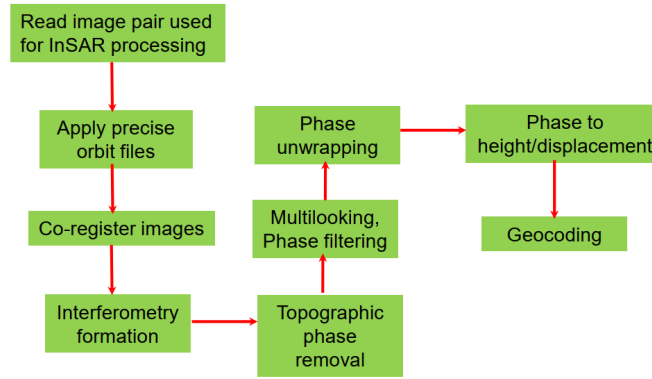 Read image pair used
for InSAR processing
Apply precise
orbit files
Co-register images
Interferometry
formation
Topographic
phase
removal
Multilooking,
Phase filtering
Phase
unwrapping
Phase to
height/displacement
Geocoding